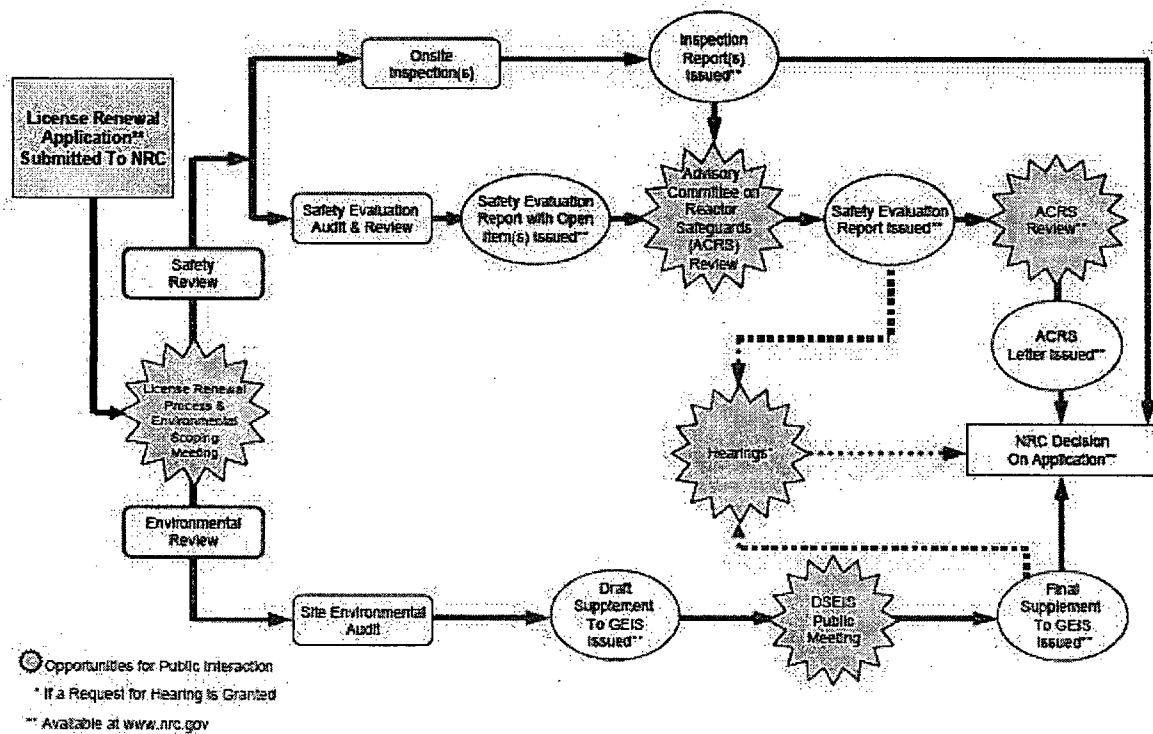 License Renewal
Application**
Submitted To NRC
Onsite
Inspection(s)
Inspection
Report(s)
Issued**
Safety Evaluation
Audit & Review
Safety Evaluation
Report with Open
Item(s) Issued**
Advisory
Committee on
Reactor
Safeguards
(ACRS)
Review
Safety Evaluation
Report Issued**
ACRS
Review**
Safety
Review
ACRS
Letter Issued**
License Renewal
Process &
Environmental
Scoping
Meeting
Hearings*
NRC Decision
On Application**
Environmental
Review
Site Environmental
Audit
Draft
Supplement
To GEIS
Issued**
DSEIS
Public
Meeting
Final
Supplement
To GEIS
Issued**
Opportunities for Public Interaction
* If a Request for Hearing is Granted
** Available at www.nrc.gov